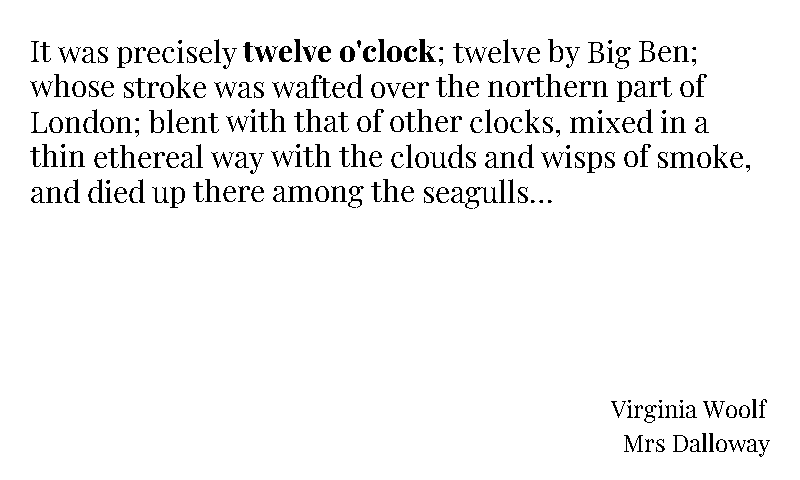 It was precisely twelve o'clock; twelve by Big Ben;
whose stroke was wafted over the northern part of
London; blent with that of other clocks, mixed in a
thin ethereal way with the clouds and wisps of smoke,
and died up there among the seagulls...
Virginia Woolf
Mrs Dalloway